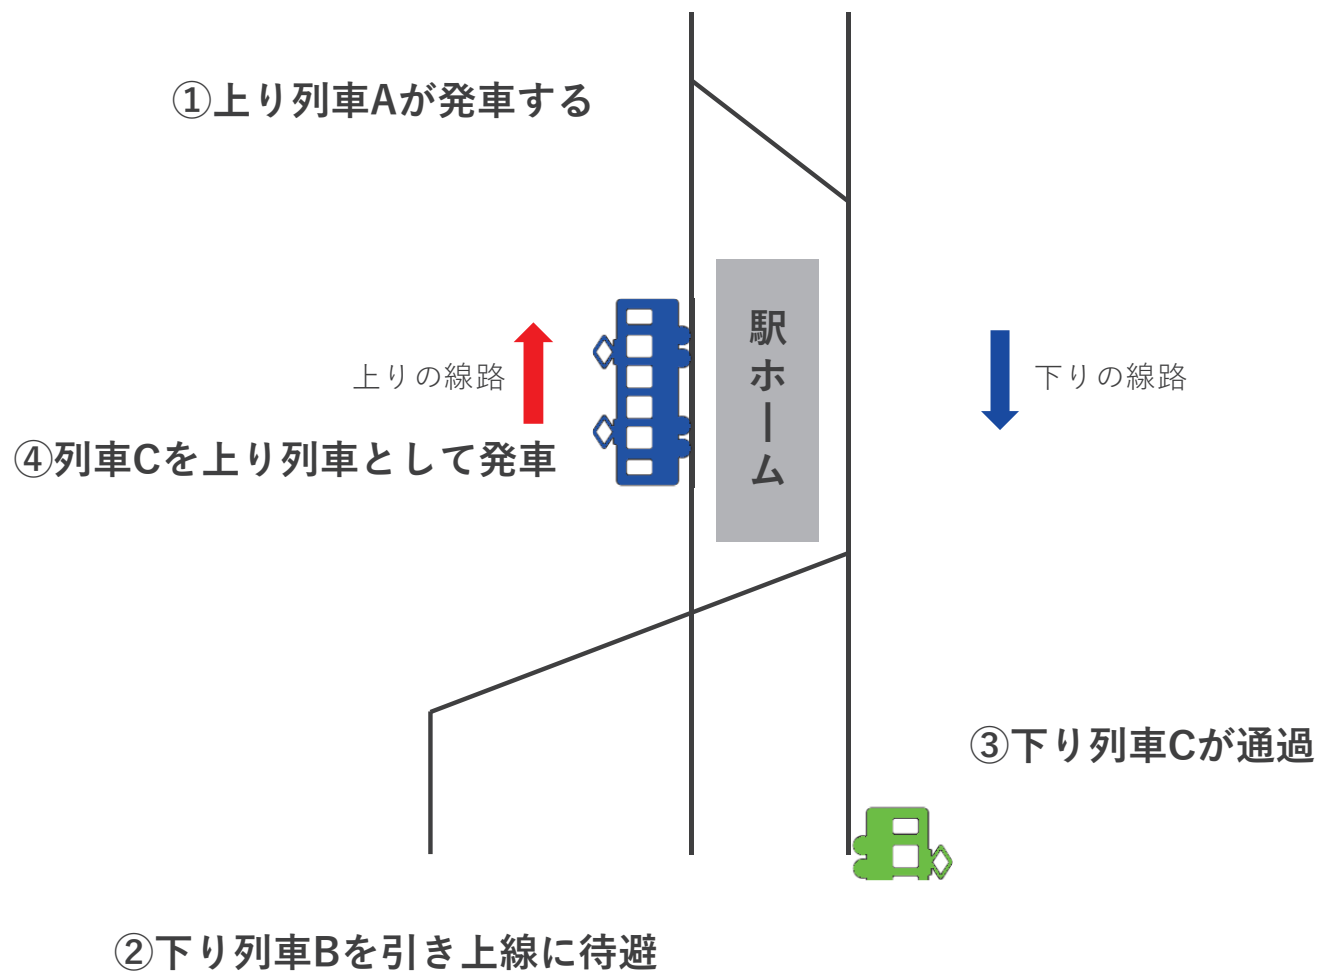 ①上り列車Aが発車する
駅ホーム
上りの線路
下りの線路
④列車Cを上り列車として発車
③下り列車Cが通過
②下り列車Bを引き上線に待避